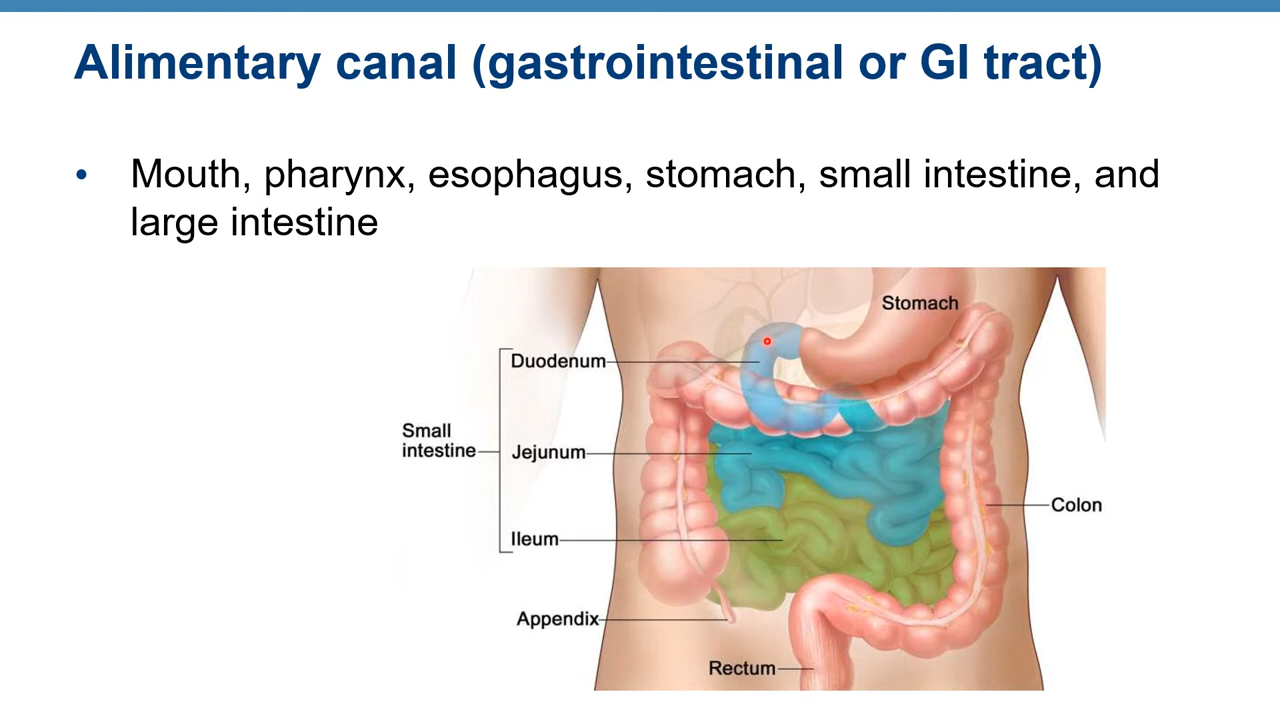 Alimentary canal (gastrointestinal or GI tract)
• Mouth, pharynx, esophagus, stomach, small intestine, and
large intestine
Stomach
Duodenum
Small
intestine
Jejunum
Colon
Ileum
Appendix
Rectum